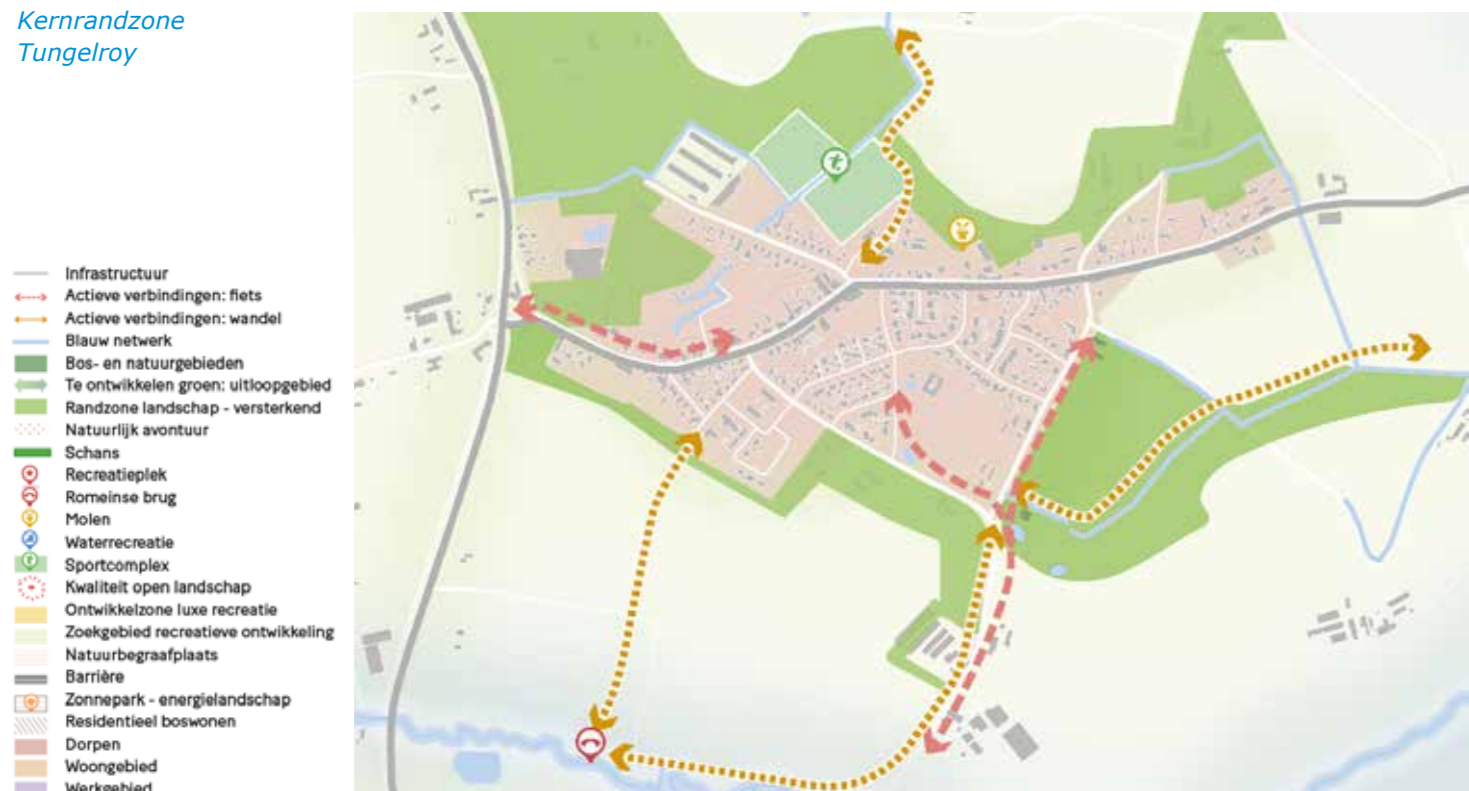 Kernrandzone
Tungelroy
Infrastructuur
Actieve verbindingen: fiets
Actieve verbindingen: wandel
Blauw netwerk
Bos- en natuurgebieden
Te ontwikkelen groen: uitloopgebied
Randzone landschap - versterkend
Natuurlijk avontuur
Schans
Recreatieplek
Romeinse brug
Molen
Waterrecreatie
Sportcomplex
Kwaliteit open landschap
Ontwikkelzone luxe recreatie
Zoekgebied recreatieve ontwikkeling
Natuurbegraafplaats
Barrière
Zonnepark - energielandschap
Residentieel boswonen
Dorpen
Woongebied
Werkgebied